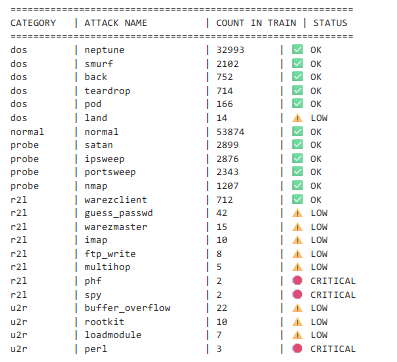 ============================================================
CATEGORY | ATTACK NAME | COUNT IN TRAIN | STATUS
============================================================
dos | neptune | 32993 | ✅ OK
dos | smurf | 2102 | ✅ OK
dos | back | 752 | ✅ OK
dos | teardrop | 714 | ✅ OK
dos | pod | 166 | ✅ OK
dos | land | 14 | ⚠️ LOW
normal | normal | 53874 | ✅ OK
probe | satan | 2899 | ✅ OK
probe | ipsweep | 2876 | ✅ OK
probe | portsweep | 2343 | ✅ OK
probe | nmap | 1207 | ✅ OK
r2l | warezclient | 712 | ✅ OK
r2l | guess_passwd | 42 | ⚠️ LOW
r2l | warezmaster | 15 | ⚠️ LOW
r2l | imap | 10 | ⚠️ LOW
r2l | ftp_write | 8 | ⚠️ LOW
r2l | multihop | 5 | ⚠️ LOW
r2l | phf | 2 | 🔴 CRITICAL
r2l | spy | 2 | 🔴 CRITICAL
u2r | buffer_overflow | 22 | ⚠️ LOW
u2r | rootkit | 10 | ⚠️ LOW
u2r | loadmodule | 7 | ⚠️ LOW
u2r | perl | 3 | 🔴 CRITICAL